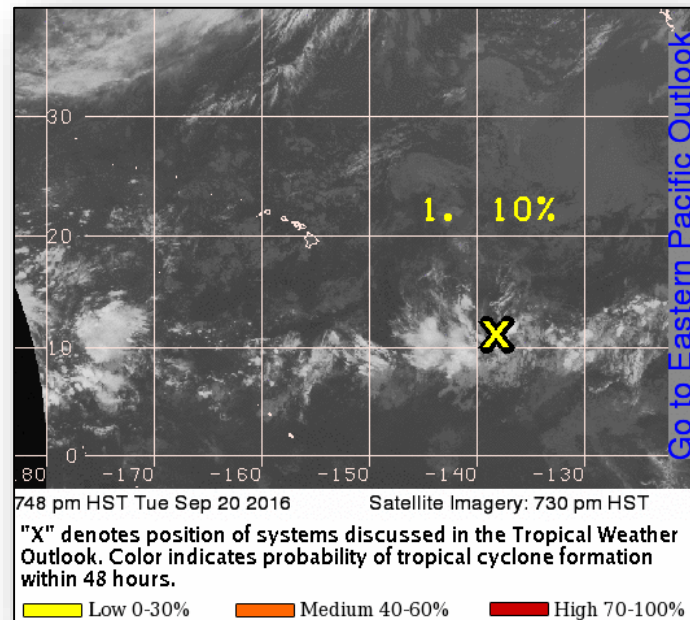 30
1. 10%
20
X
10
0
80 -170 -160 -150 -140 -130
Go to Eastern Pacific Outlook
748 pm HST Tue Sep 20 2016 Satellite Imagery: 730 pm HST
"X" denotes position of systems discussed in the Tropical Weather
Outlook. Color indicates probability of tropical cyclone formation
within 48 hours.
Low 0-30% Medium 40-60% High 70-100%